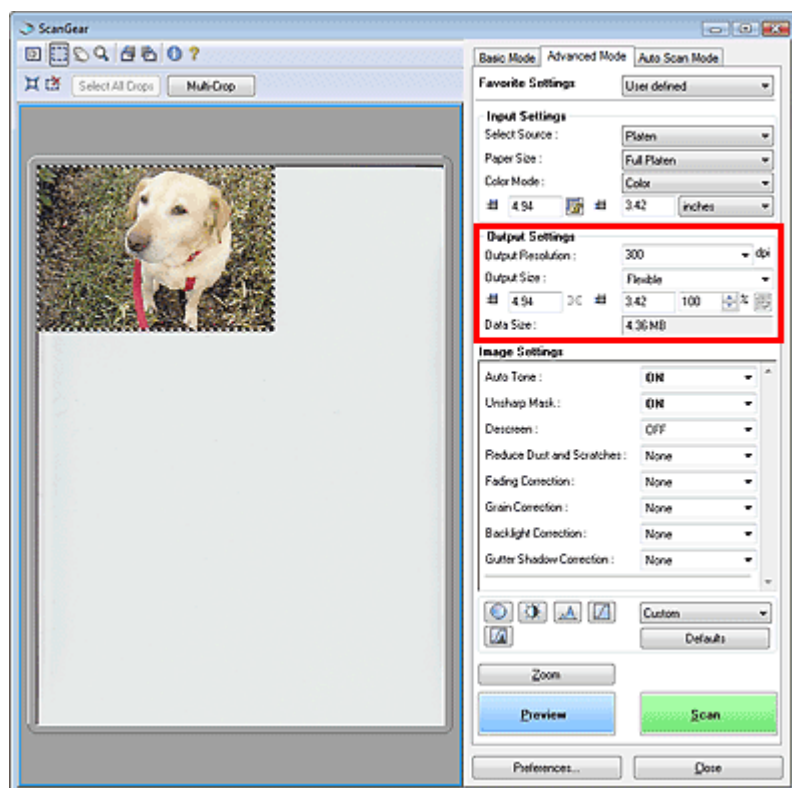 ScanGear
Select All Crops Multi-Crop
Basic Mode Advanced Mode Auto Scan Mode
Favorite Settings User defined
Input Settings
Select Source : Platen
Paper Size : Full Platen
Color Mode : Color
4.94 3.42 inches
Output Settings
Output Resolution : 300 dpi
Output Size : Flexible
4.94 3.42 100 %
Data Size : 4.36 MB
Image Settings
Auto Tone : ON
Unsharp Mask : ON
Descreen : OFF
Reduce Dust and Scratches : None
Fading Correction : None
Grain Correction : None
Backlight Correction : None
Gutter Shadow Correction : None
Custom
Defaults
Zoom
Preview Scan
Preferences... Close